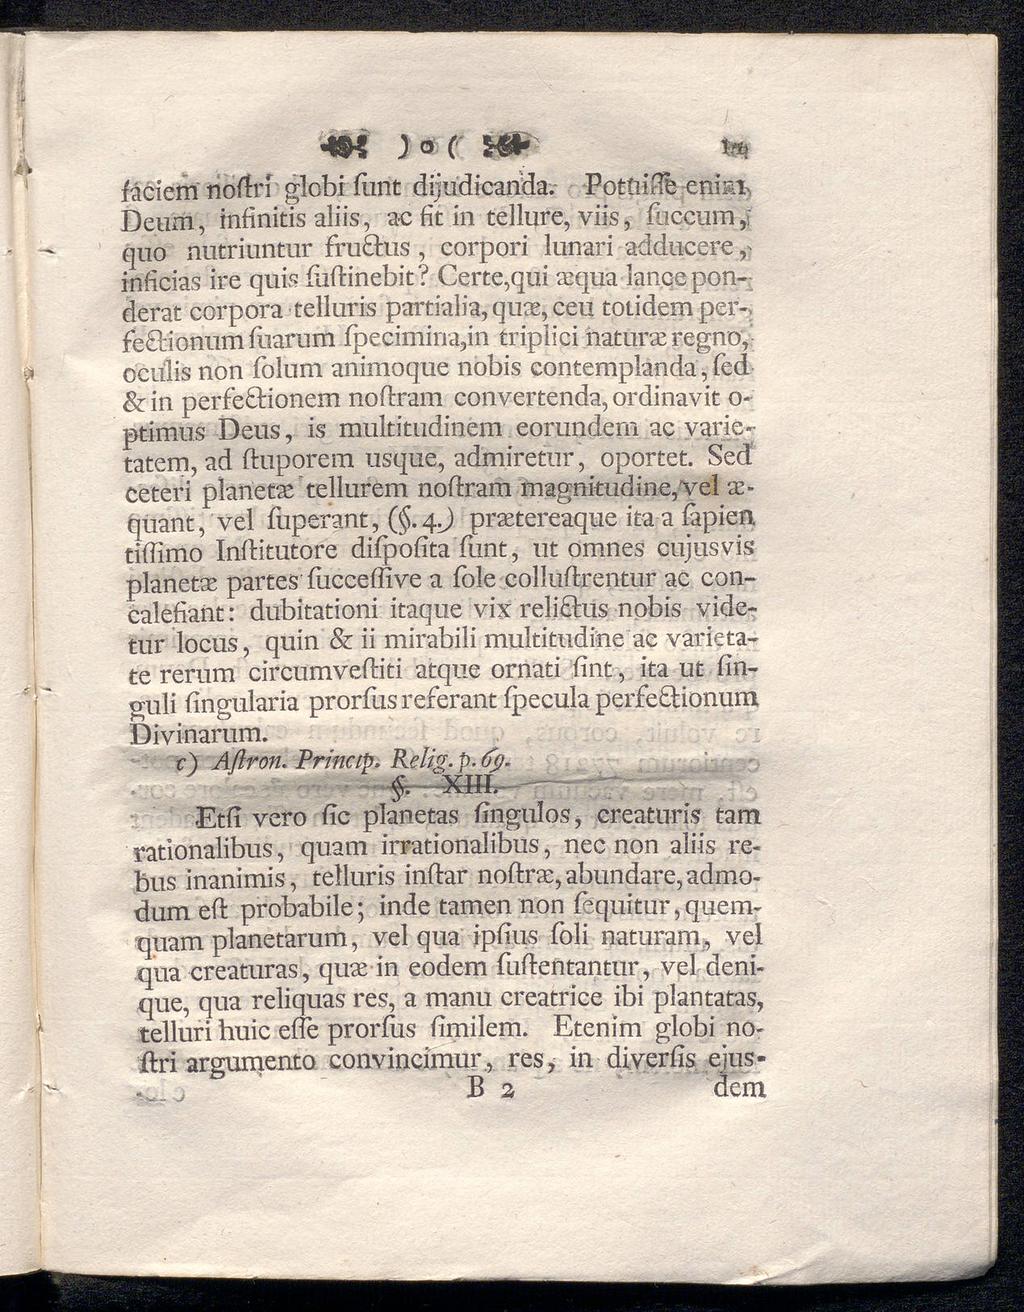 ) o (
faciem noſtri globi ſunt dijudicanda. Potuiſſe enim,
Deum, infinitis aliis, ac fit in tellure, viis, ſuccum,
quo nutriuntur fructus, corpori lunari adducere,
inficias ire quis ſuſtinebit? Certe, qui æqua lance pon-
derat corpora telluris partialia, quæ, ceu totidem per-
fectionum ſuarum ſpecimina, in triplici naturæ regno,
oculis non ſolum animoque nobis contemplanda, ſed
& in perfectionem noſtram convertenda, ordinavit o-
ptimus Deus, is multitudinem eorundem ac varie-
tatem, ad ſtuporem usque, admiretur, oportet. Sed
ceteri planetæ tellurem noſtram magnitudine, vel æ-
quant, vel ſuperant, (§. 4.) prætereaque ita a ſapien
tiſſimo Inſtitutore diſpoſita ſunt, ut omnes cujusvis
planetæ partes ſucceſſive a ſole colluſtrentur ac con-
calefiant: dubitationi itaque vix relictus nobis vide-
tur locus, quin & ii mirabili multitudine ac varieta-
te rerum circumveſtiti atque ornati ſint, ita ut ſin-
guli ſingularia prorſus referant ſpecula perfectionum
Divinarum.
c) Aſtron. Princip. Relig. p. 69.
§. XIII.
Etſi vero ſic planetas ſingulos, creaturis tam
rationalibus, quam irrationalibus, nec non aliis re-
bus inanimis, telluris inſtar noſtræ, abundare, admo-
dum eſt probabile; inde tamen non ſequitur, quem-
quam planetarum, vel qua ipſius ſoli naturam, vel
qua creaturas, quæ in eodem ſuſtentantur, vel deni-
que, qua reliquas res, a manu creatrice ibi plantatas,
telluri huic eſſe prorſus ſimilem. Etenim globi no-
ſtri argumento convincimur, res, in diverſis ejus-
B 2 dem